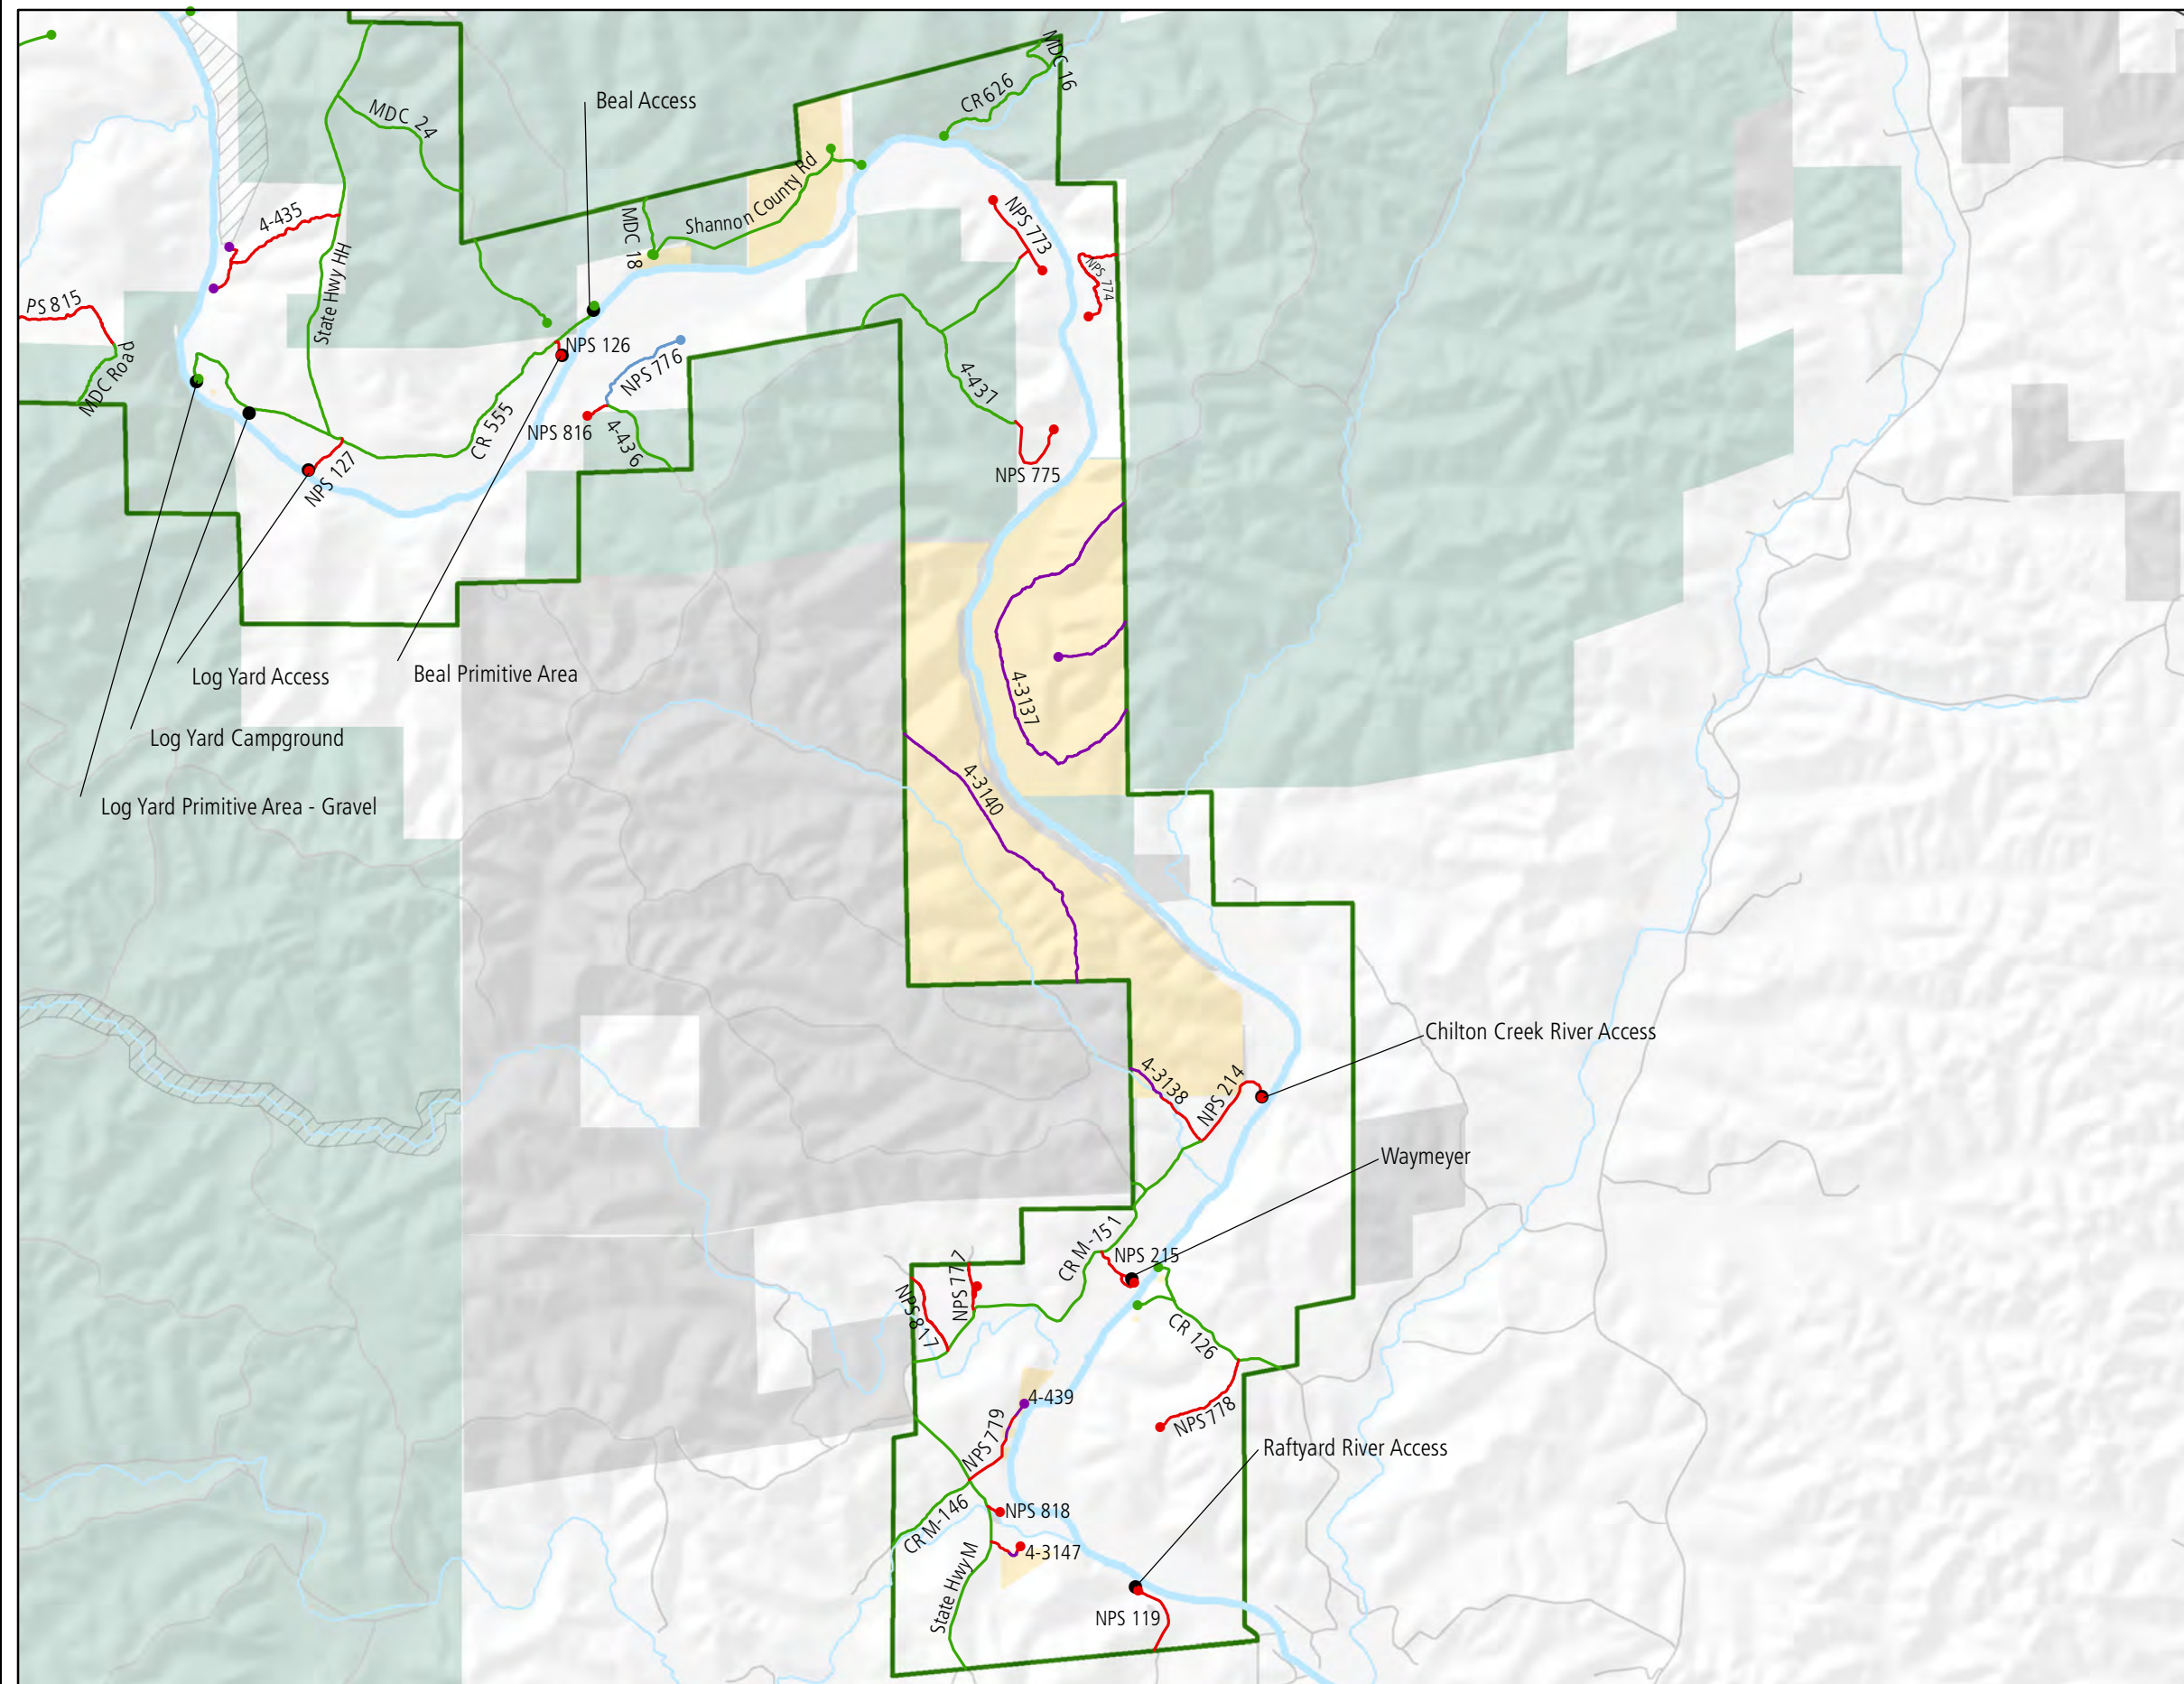 MDC 16
CR 626
Beal Access
MDC 24
Shannon County Rd
MDC 18
4-435
NPS 773
NPS 774
State Hwy HH
PS 815
MDC Road
NPS 126
NPS 776
4-437
CR 555
NPS 816
4-436
NPS 775
NPS 127
Log Yard Access
Beal Primitive Area
4-3137
Log Yard Campground
4-3140
Log Yard Primitive Area - Gravel
Chilton Creek River Access
4-3138
NPS 214
Waymeyer
CR M-151
NPS 215
NPS 777
NPS 817
CR 126
4-439
NPS 778
NPS 779
Raftyard River Access
CR M-146
NPS 818
4-3147
State Hwy M
NPS 119